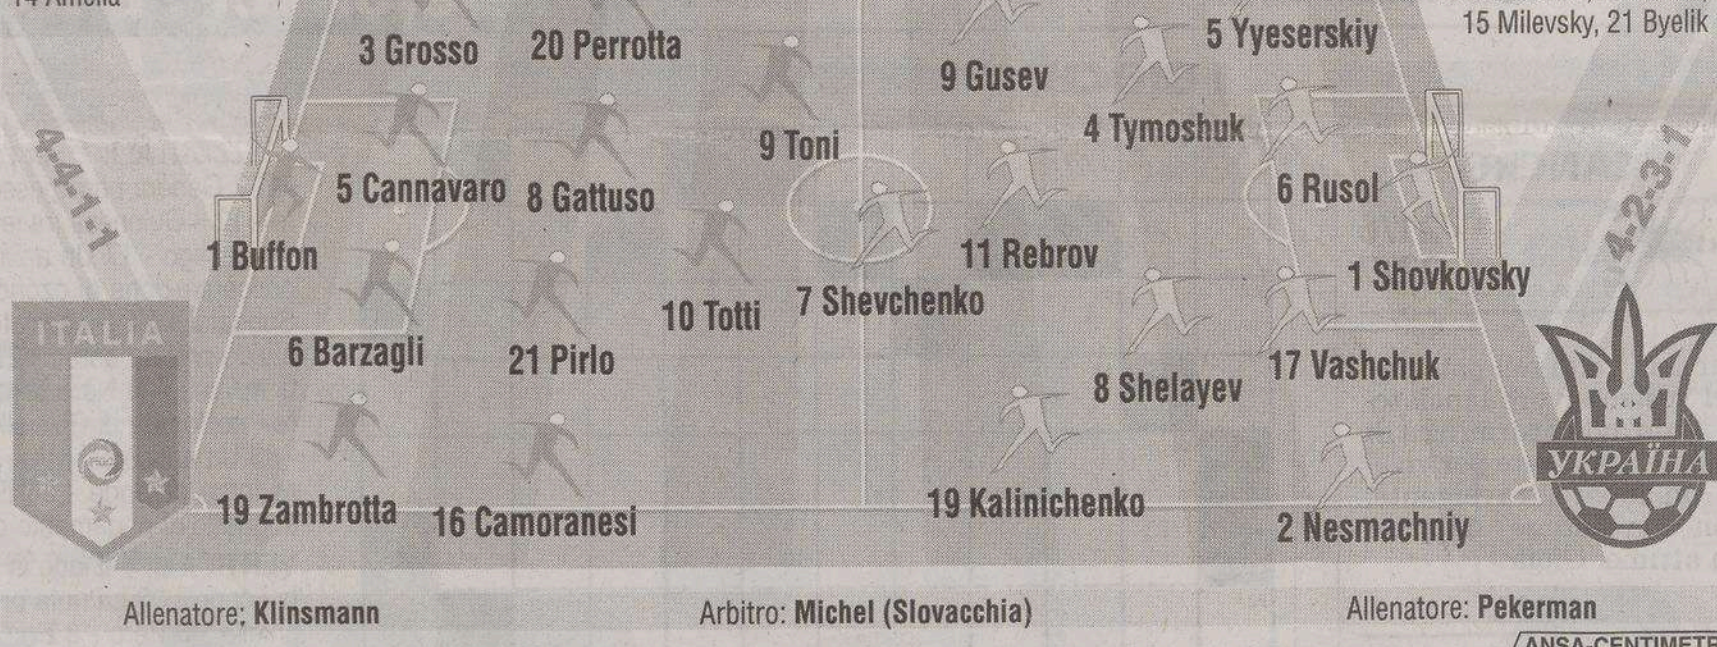 15 Milevsky, 21 Byelik
3 Grosso
20 Perrotta
5 Yyeserskiy
9 Gusev
4 Tymoshuk
9 Toni
4-4-1-1
4-2-3-1
5 Cannavaro
8 Gattuso
6 Rusol
1 Buffon
11 Rebrov
1 Shovkovsky
10 Totti
7 Shevchenko
ITALIA
6 Barzagli
21 Pirlo
17 Vashchuk
8 Shelayev
УКРАЇНА
19 Zambrotta
16 Camoranesi
19 Kalinichenko
2 Nesmachniy
Allenatore: Klinsmann
Arbitro: Michel (Slovacchia)
Allenatore: Pekerman